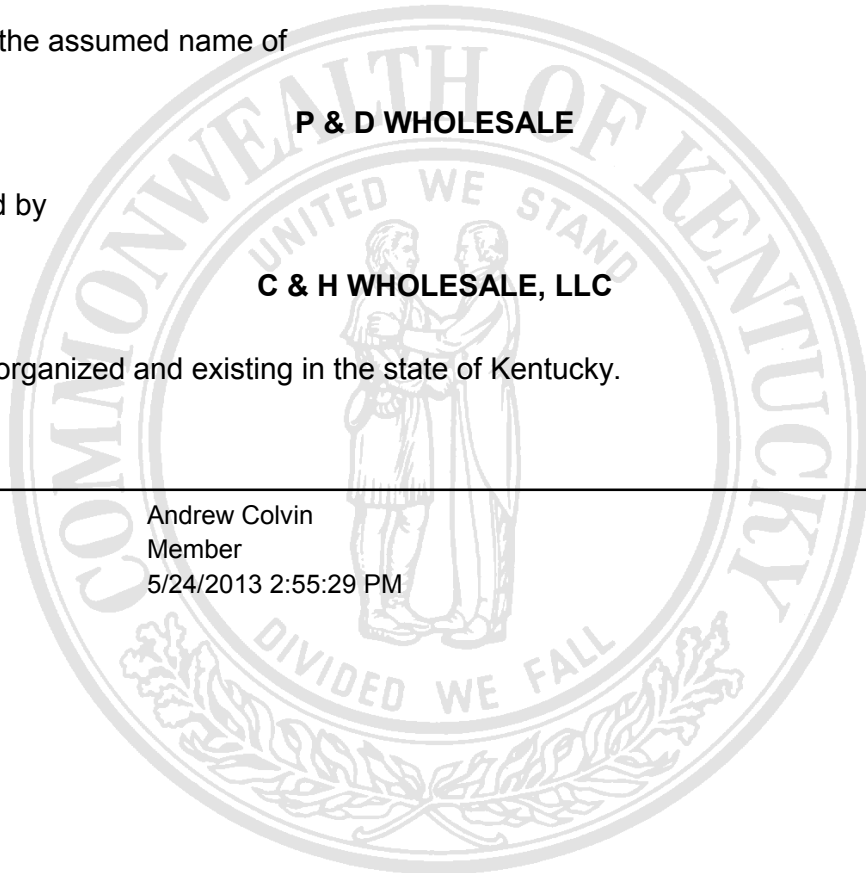 the assumed name of
P & D WHOLESALE
d by
C & H WHOLESALE, LLC
organized and existing in the state of Kentucky.
Andrew Colvin
Member
5/24/2013 2:55:29 PM
COMMONWEALTH OF KENTUCKY
UNITED WE STAND
DIVIDED WE FALL